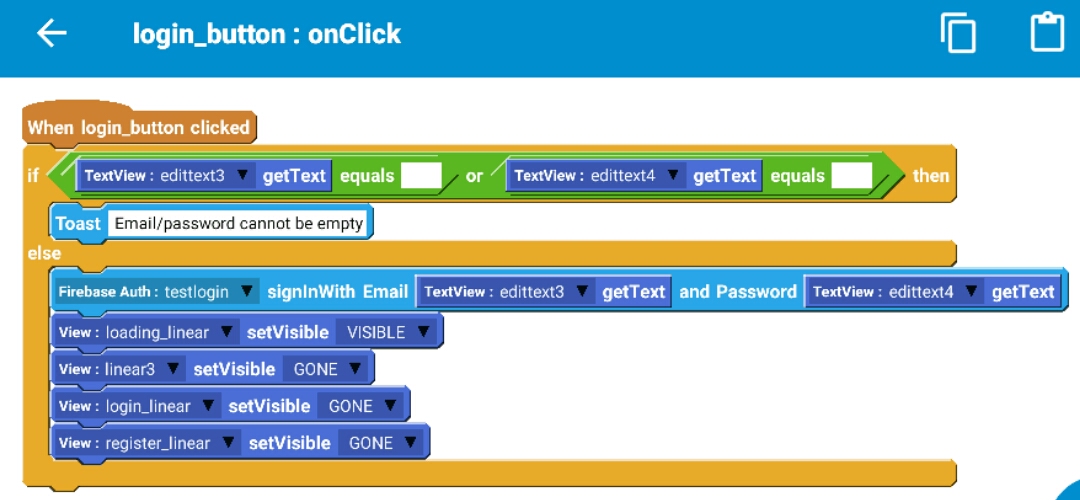 login_button : onClick
When login_button clicked
if TextView : edittext3 getText equals or TextView : edittext4 getText equals then
Toast Email/password cannot be empty
else
Firebase Auth : testlogin signInWith Email TextView : edittext3 getText and Password TextView : edittext4 getText
View : loading_linear setVisible VISIBLE
View : linear3 setVisible GONE
View : login_linear setVisible GONE
View : register_linear setVisible GONE